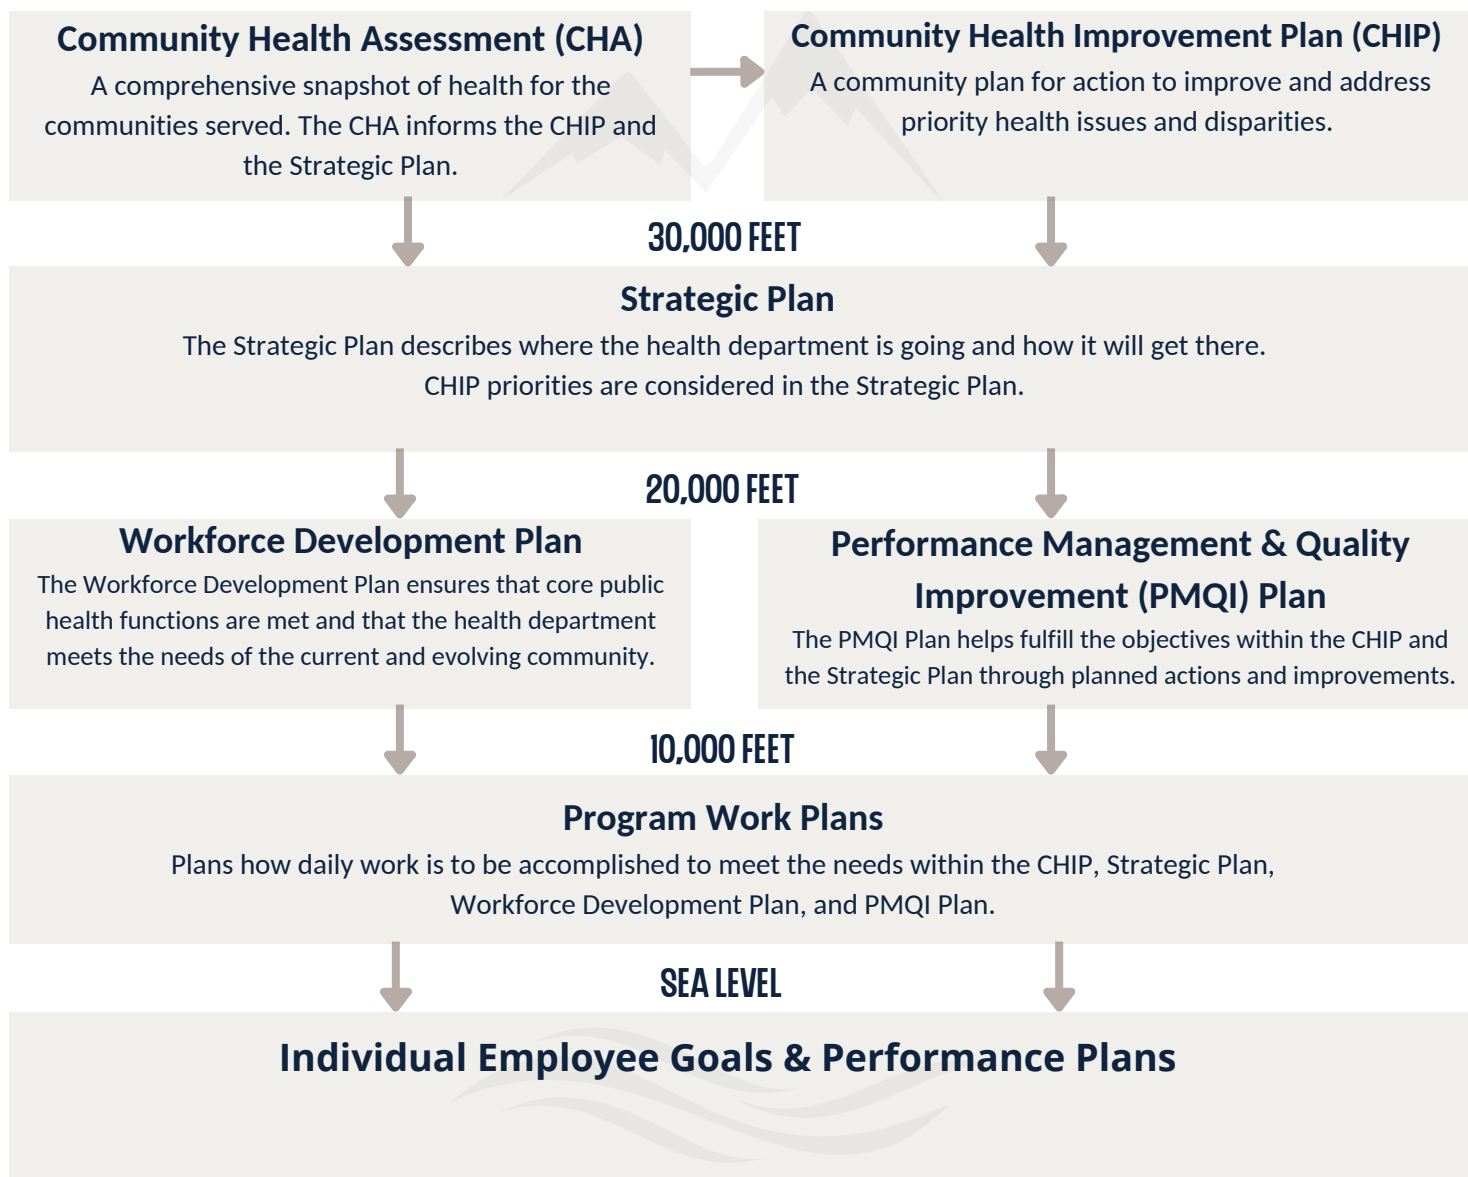 Community Health Assessment (CHA)
A comprehensive snapshot of health for the
communities served. The CHA informs the CHIP and
the Strategic Plan.
Community Health Improvement Plan (CHIP)
A community plan for action to improve and address
priority health issues and disparities.
30,000 FEET
Strategic Plan
The Strategic Plan describes where the health department is going and how it will get there.
CHIP priorities are considered in the Strategic Plan.
20,000 FEET
Workforce Development Plan
The Workforce Development Plan ensures that core public
health functions are met and that the health department
meets the needs of the current and evolving community.
Performance Management & Quality
Improvement (PMQI) Plan
The PMQI Plan helps fulfill the objectives within the CHIP and
the Strategic Plan through planned actions and improvements.
10,000 FEET
Program Work Plans
Plans how daily work is to be accomplished to meet the needs within the CHIP, Strategic Plan,
Workforce Development Plan, and PMQI Plan.
SEA LEVEL
Individual Employee Goals & Performance Plans